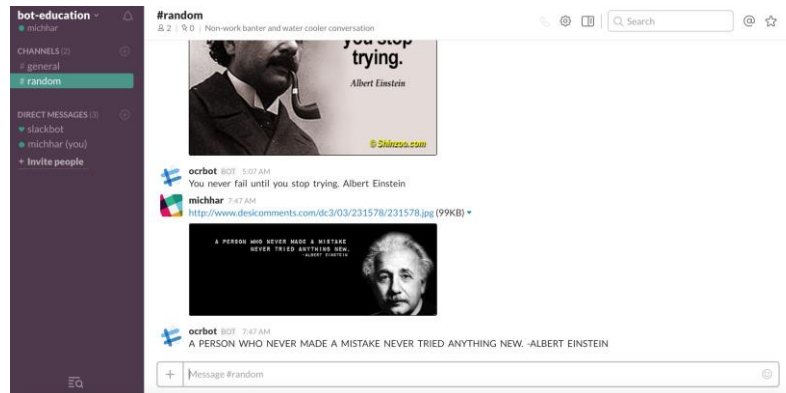 bot-education
michhar
CHANNELS (2)
# general
# random
DIRECT MESSAGES (3)
slackbot
michhar (you)
+ Invite people
#random
2 | 0 | Non-work banter and water cooler conversation
Search
you stop
trying.
Albert Einstein
© Shinzoo.com
ocrbot BOT 5:07 AM
You never fail until you stop trying. Albert Einstein
michhar 7:47 AM
http://www.desicomments.com/dc3/03/231578/231578.jpg (99KB)
A PERSON WHO NEVER MADE A MISTAKE
NEVER TRIED ANYTHING NEW.
-ALBERT EINSTEIN
ocrbot BOT 7:47 AM
A PERSON WHO NEVER MADE A MISTAKE NEVER TRIED ANYTHING NEW. -ALBERT EINSTEIN
Message #random